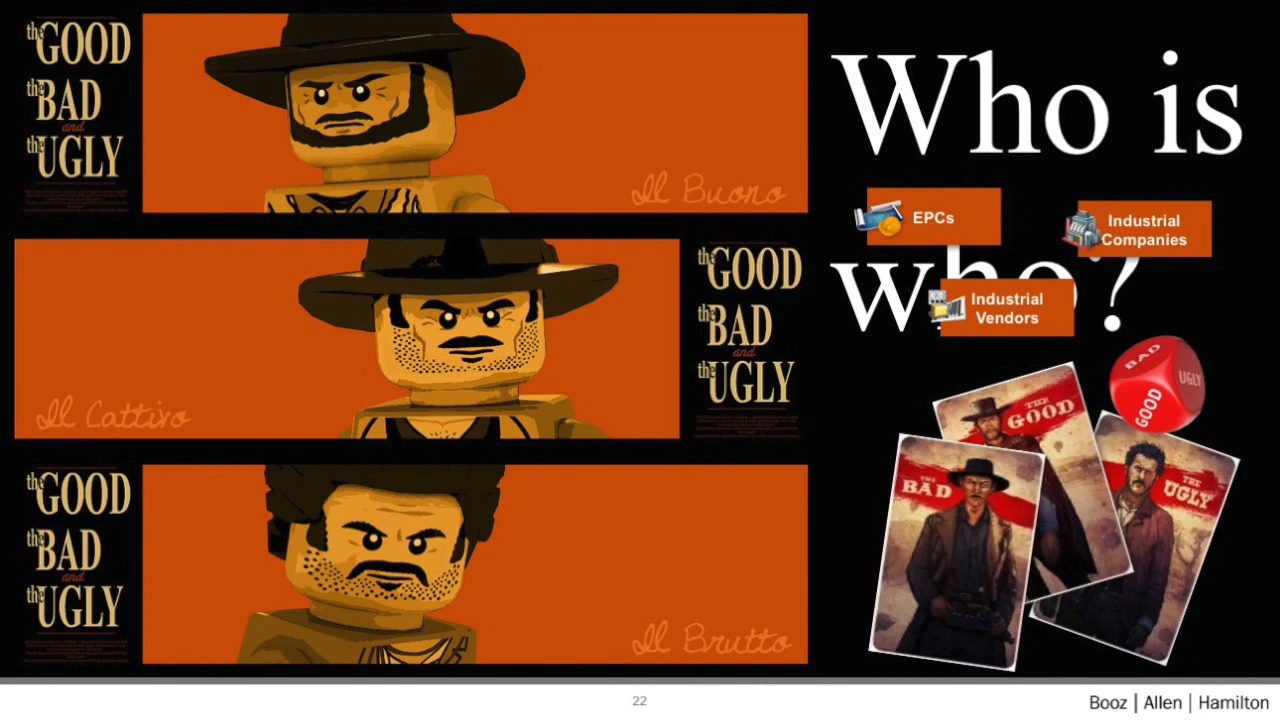 the GOOD
the BAD
and
the UGLY
Il Buono
Il Cattivo
the GOOD
the BAD
and
the UGLY
the GOOD
the BAD
and
the UGLY
Il Brutto
Who is
who?
EPCs
Industrial
Companies
Industrial
Vendors
BAD
UGLY
GOOD
THE
GOOD
THE
BAD
THE
UGLY
22
Booz | Allen | Hamilton